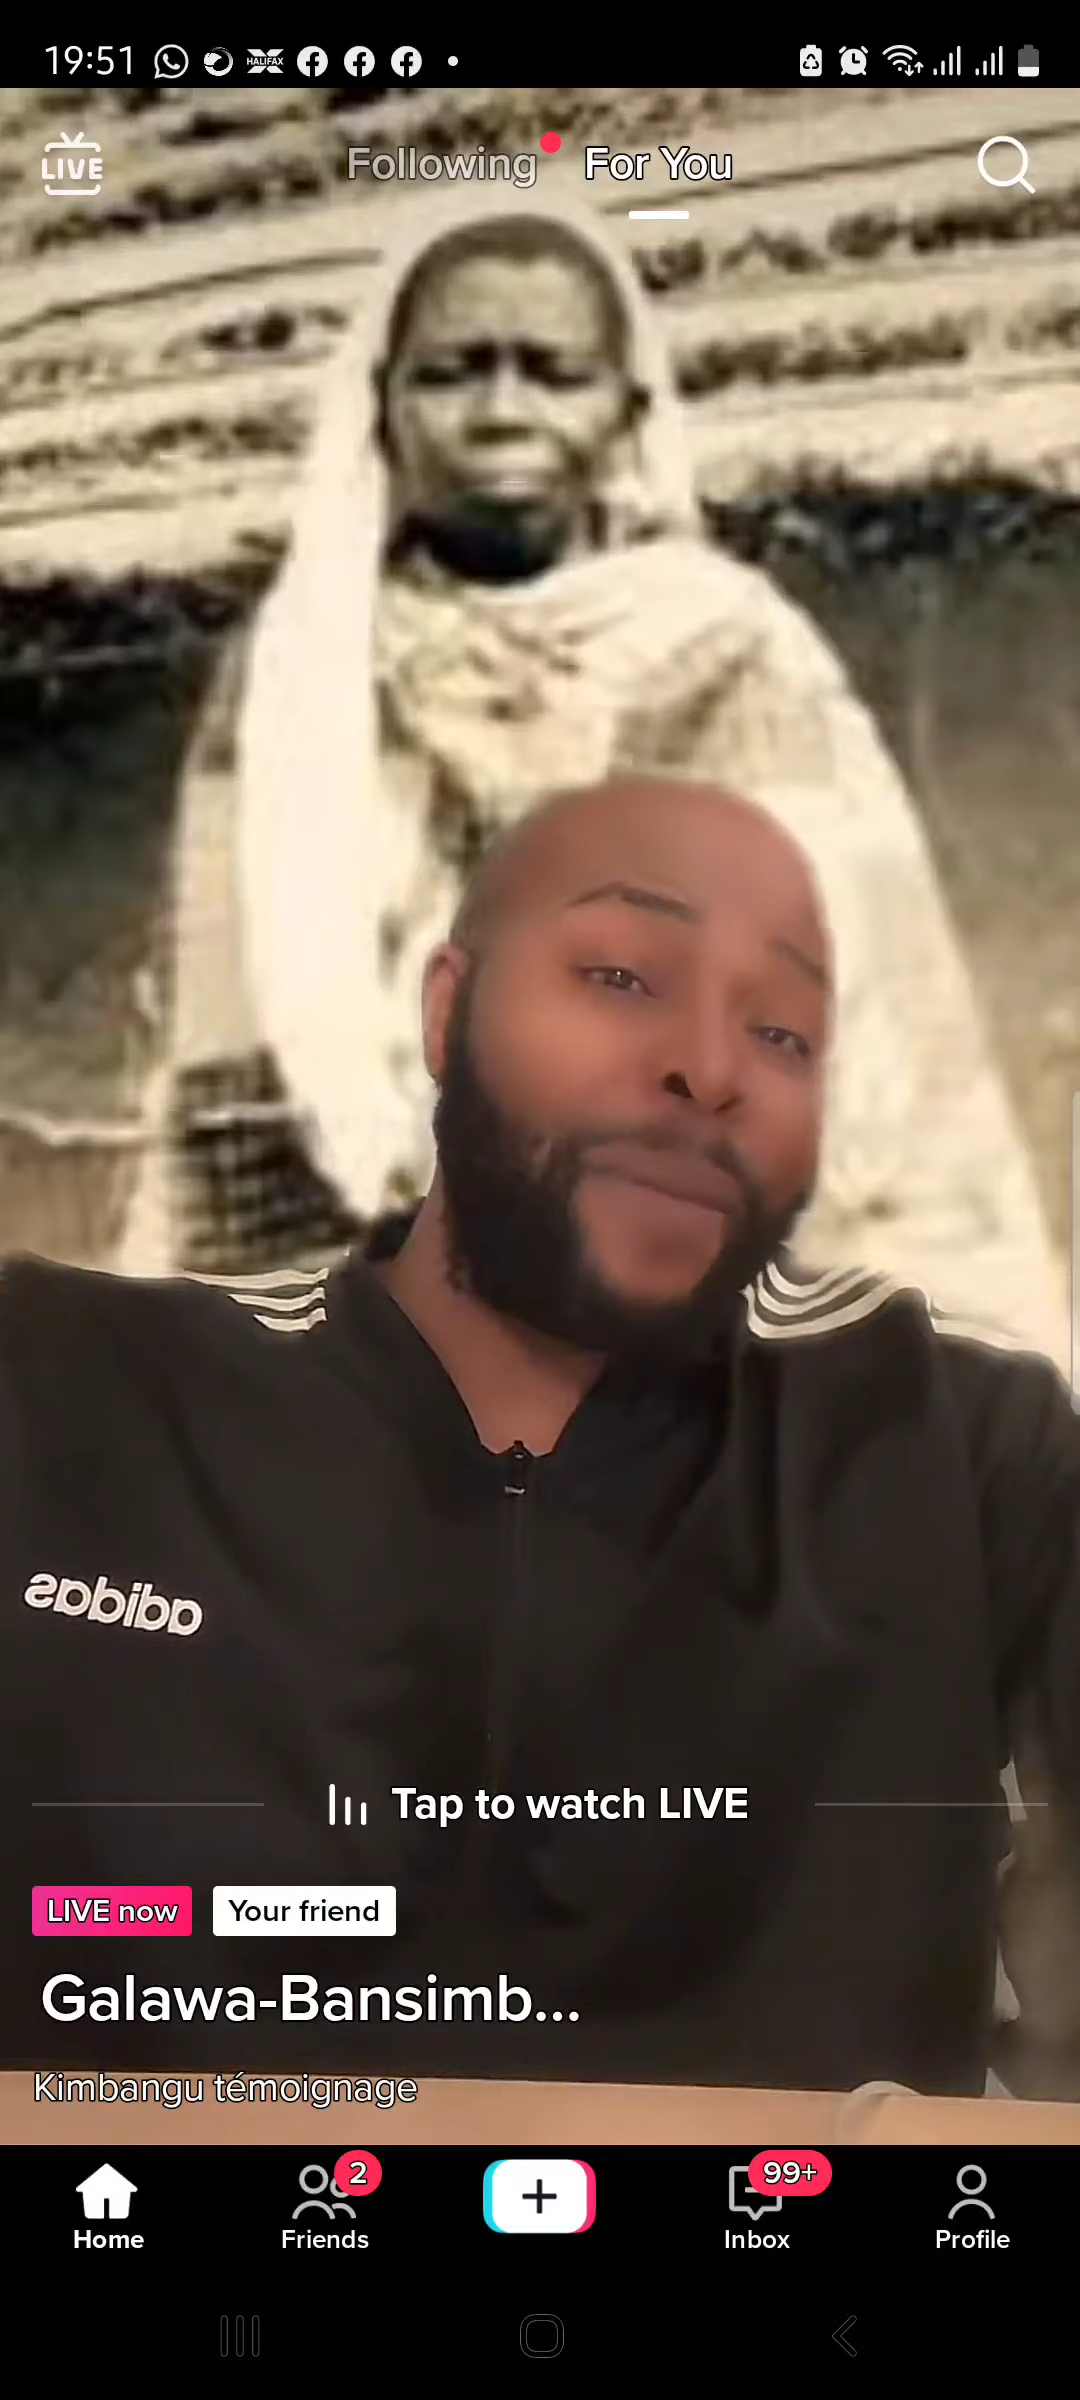 19:51 HALIFAX
LIVE Following For You
adidas
Tap to watch LIVE
LIVE now Your friend
Galawa-Bansimb...
Kimbangu témoignage
2 99+
Home Friends Inbox Profile